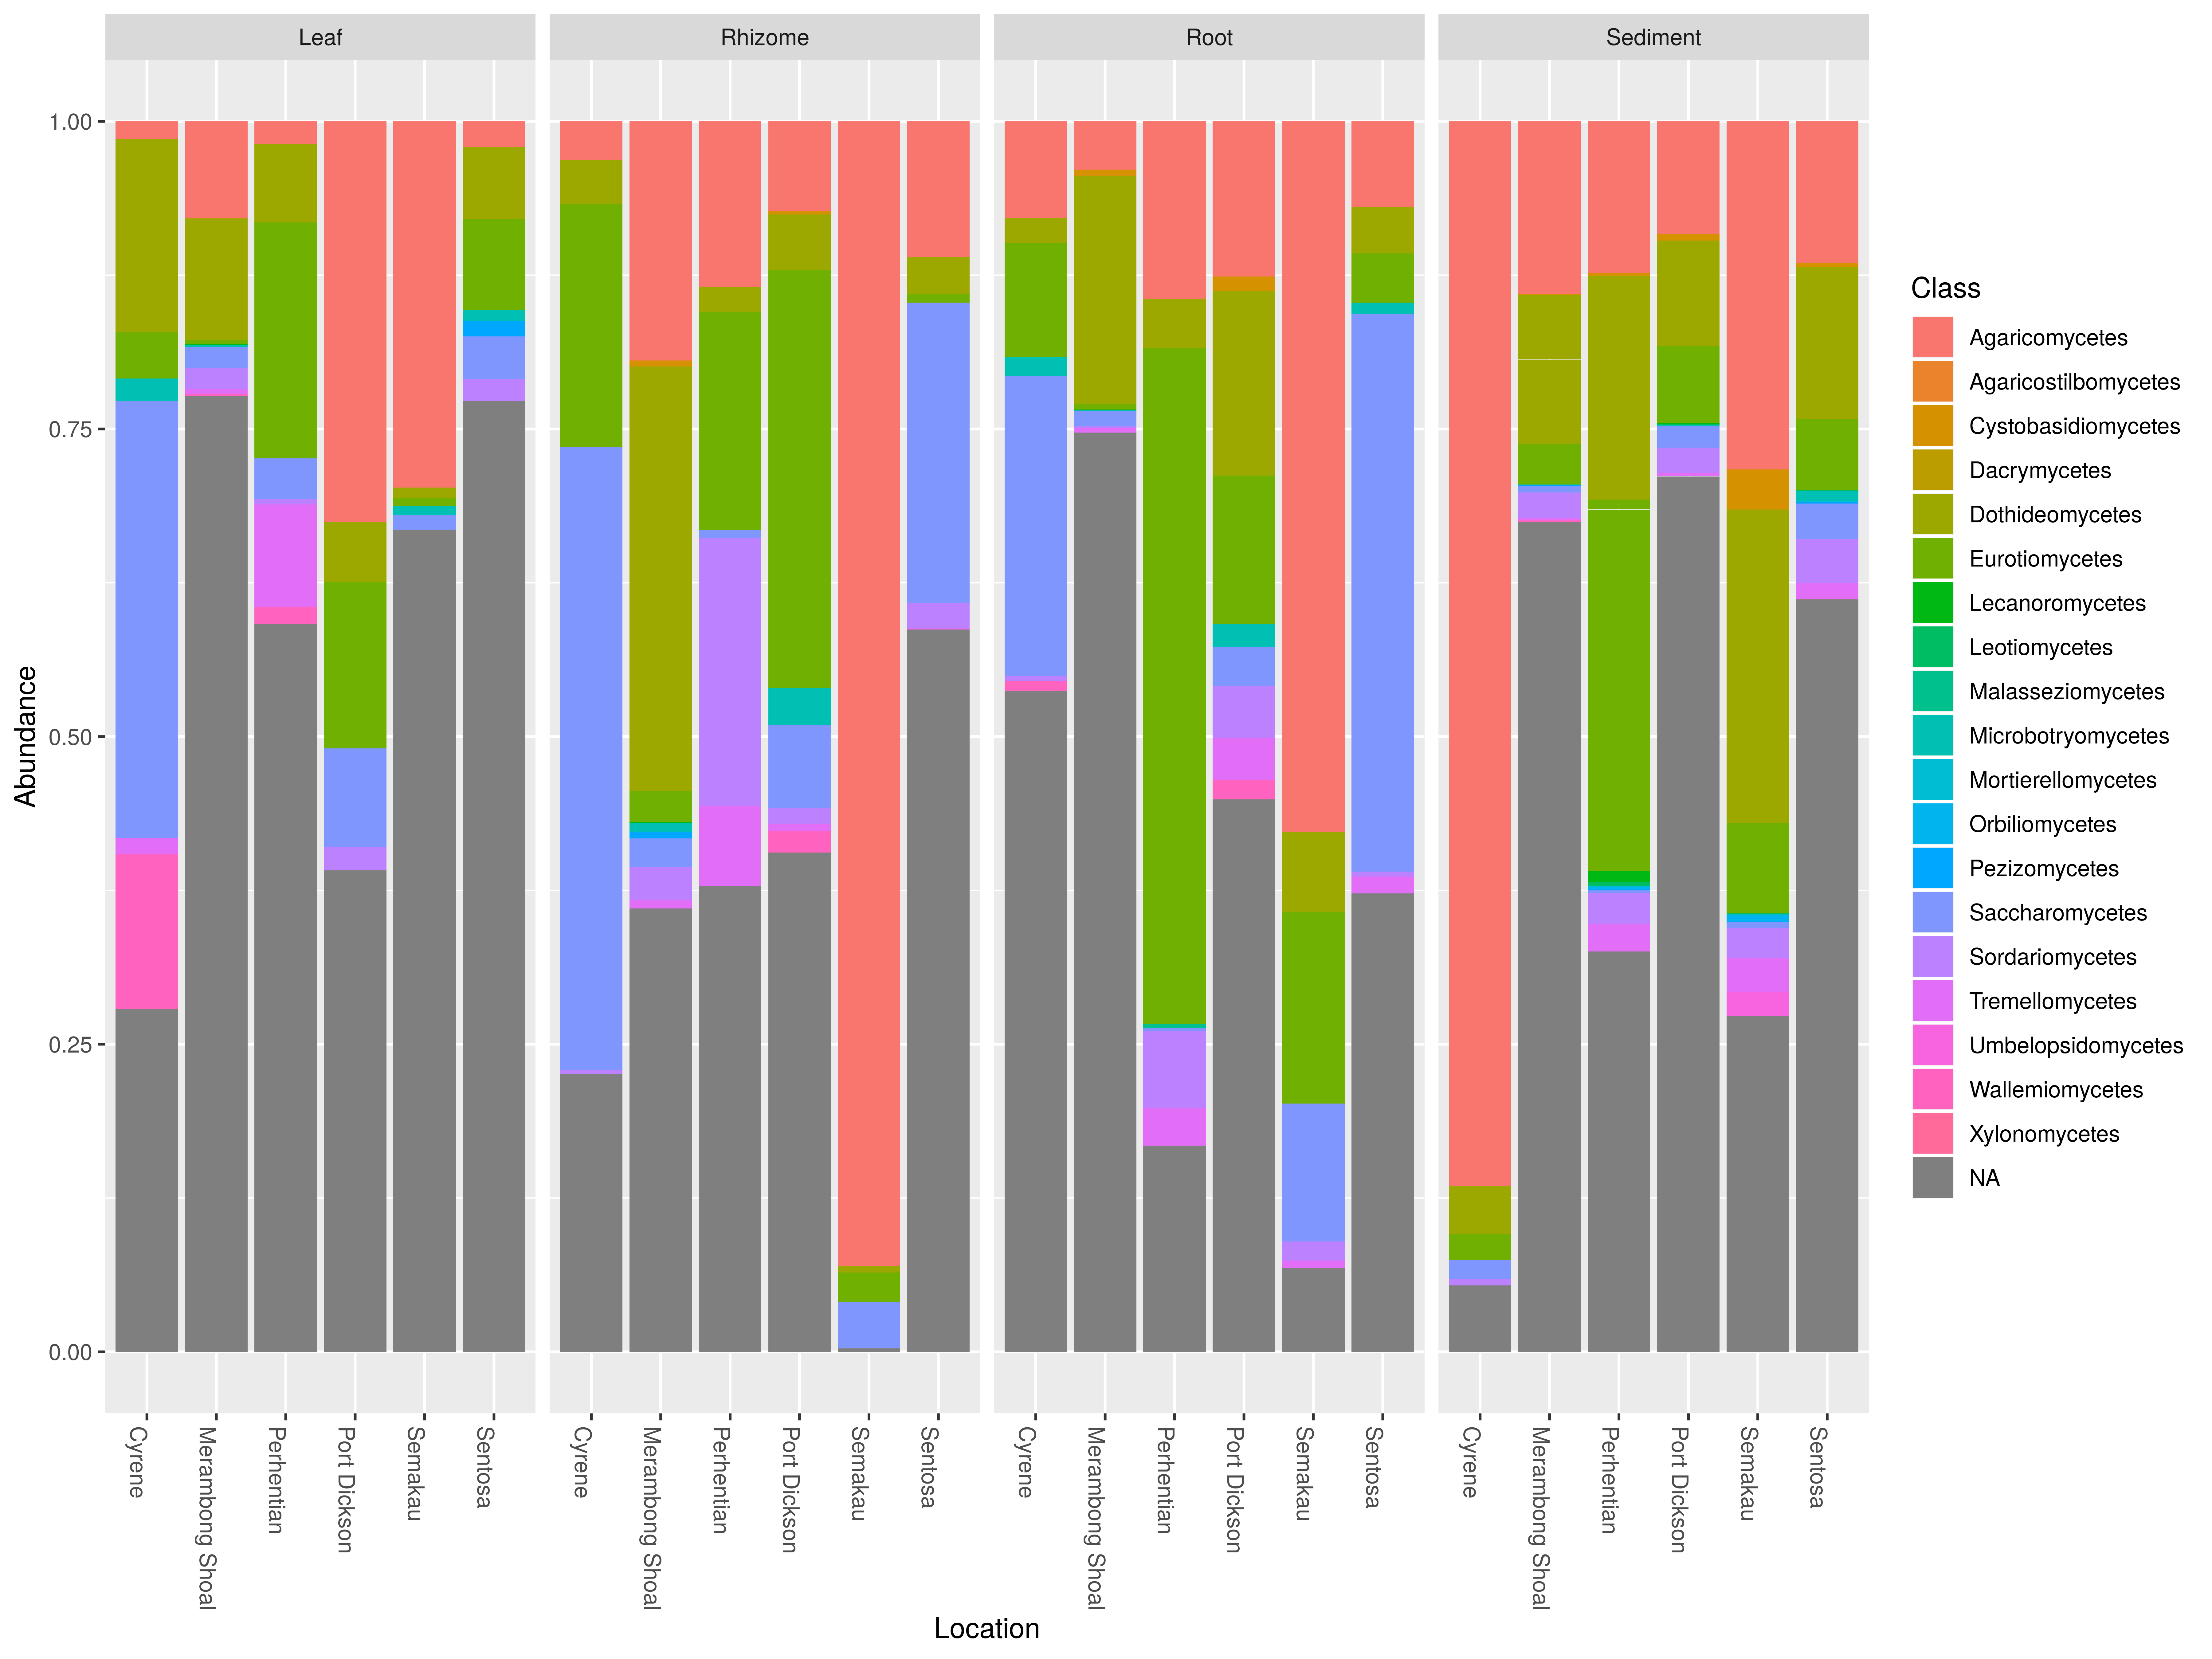 Leaf
Rhizome
Root
Sediment
1.00
0.75
0.50
0.25
0.00
Abundance
Cyrene
Merambong Shoal
Perhentian
Port Dickson
Semakau
Sentosa
Cyrene
Merambong Shoal
Perhentian
Port Dickson
Semakau
Sentosa
Cyrene
Merambong Shoal
Perhentian
Port Dickson
Semakau
Sentosa
Cyrene
Merambong Shoal
Perhentian
Port Dickson
Semakau
Sentosa
Location
Class
Agaricomycetes
Agaricostilbomycetes
Cystobasidiomycetes
Dacrymycetes
Dothideomycetes
Eurotiomycetes
Lecanoromycetes
Leotiomycetes
Malasseziomycetes
Microbotryomycetes
Mortierellomycetes
Orbiliomycetes
Pezizomycetes
Saccharomycetes
Sordariomycetes
Tremellomycetes
Umbelopsidomycetes
Wallemiomycetes
Xylonomycetes
NA